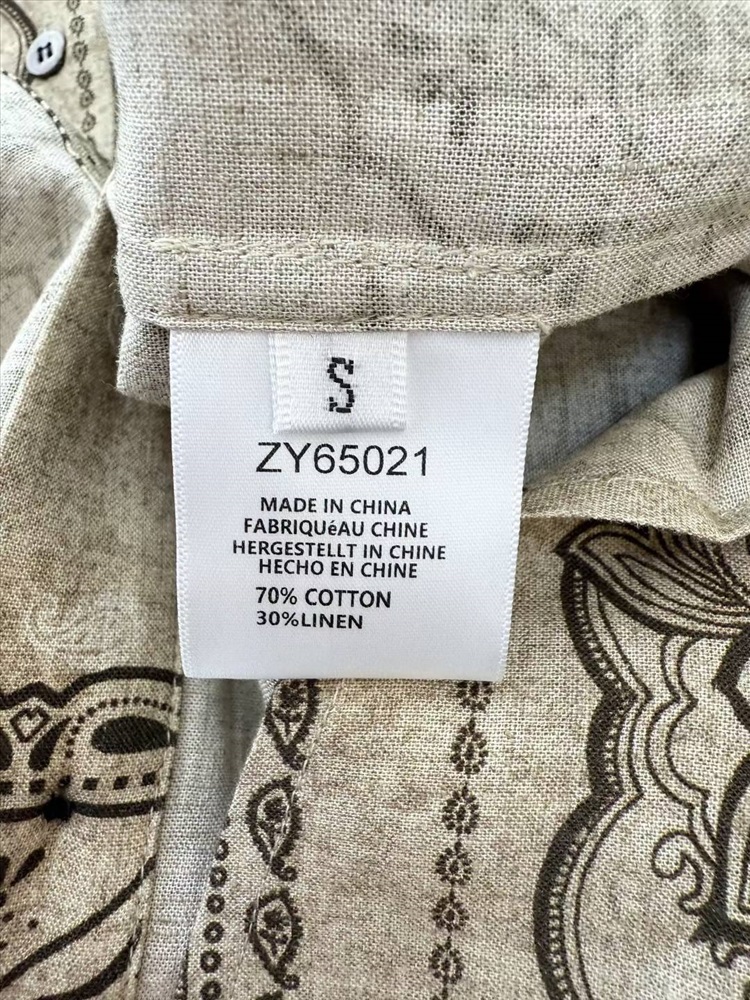 S
ZY65021
MADE IN CHINA
FABRIQUéAU CHINE
HERGESTELLT IN CHINE
HECHO EN CHINE
70% COTTON
30%LINEN